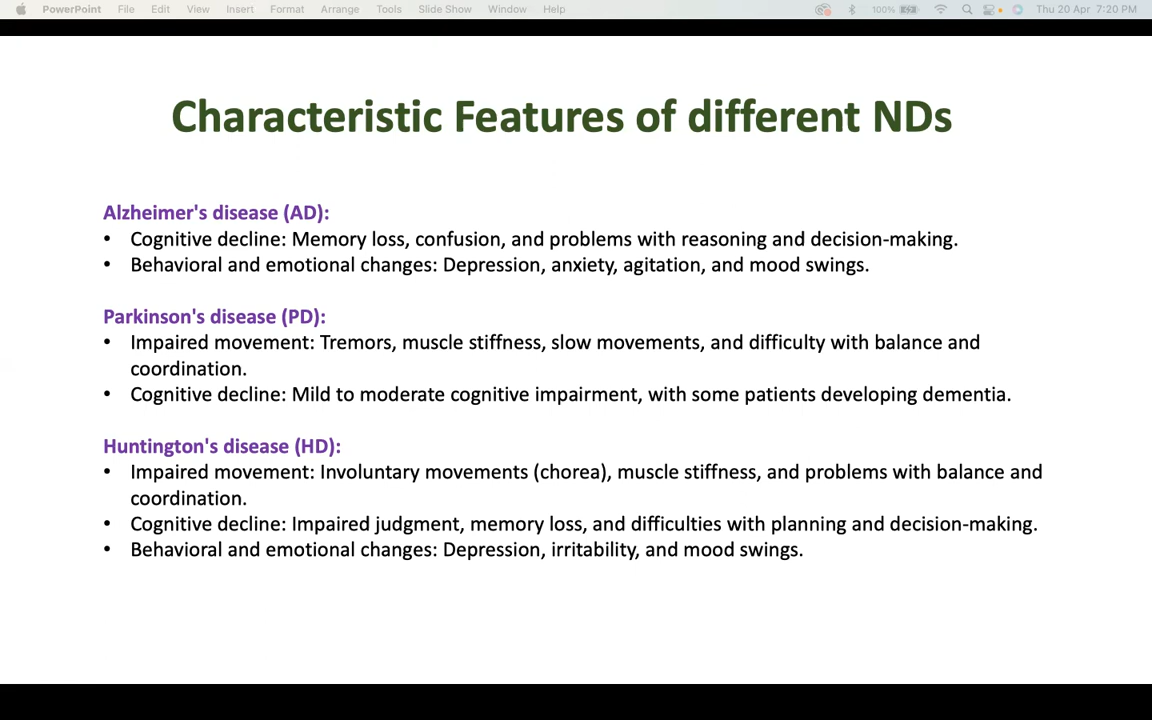 PowerPoint File Edit View Insert Format Arrange Tools Slide Show Window Help 100% Thu 20 Apr 7:20 PM
Characteristic Features of different NDs
Alzheimer's disease (AD):
• Cognitive decline: Memory loss, confusion, and problems with reasoning and decision-making.
• Behavioral and emotional changes: Depression, anxiety, agitation, and mood swings.
Parkinson's disease (PD):
• Impaired movement: Tremors, muscle stiffness, slow movements, and difficulty with balance and
coordination.
• Cognitive decline: Mild to moderate cognitive impairment, with some patients developing dementia.
Huntington's disease (HD):
• Impaired movement: Involuntary movements (chorea), muscle stiffness, and problems with balance and
coordination.
• Cognitive decline: Impaired judgment, memory loss, and difficulties with planning and decision-making.
• Behavioral and emotional changes: Depression, irritability, and mood swings.